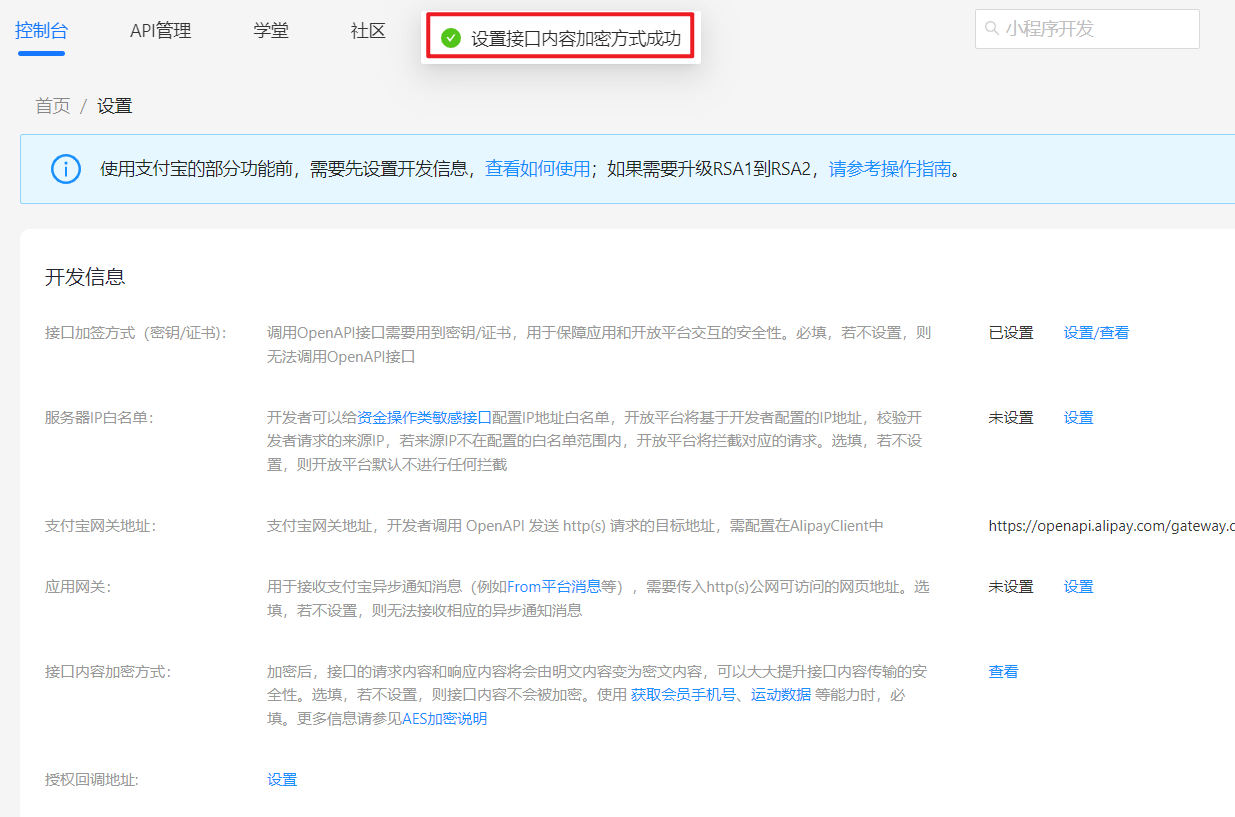 控制台 API管理 学堂 社区 设置接口内容加密方式成功 小程序开发
首页 / 设置
使用支付宝的部分功能前，需要先设置开发信息，查看如何使用；如果需要升级RSA1到RSA2，请参考操作指南。
开发信息
接口加签方式（密钥/证书）： 调用OpenAPI接口需要用到密钥/证书，用于保障应用和开放平台交互的安全性。必填，若不设置，则 已设置 设置/查看
无法调用OpenAPI接口
服务器IP白名单： 开发者可以给资金操作类敏感接口配置IP地址白名单，开放平台将基于开发者配置的IP地址，校验开 未设置 设置
发者请求的来源IP，若来源IP不在配置的白名单范围内，开放平台将拦截对应的请求。选填，若不设
置，则开放平台默认不进行任何拦截
支付宝网关地址： 支付宝网关地址，开发者调用 OpenAPI 发送 http(s) 请求的目标地址，需配置在AlipayClient中 https://openapi.alipay.com/gateway.c
应用网关： 用于接收支付宝异步通知消息（例如From平台消息等），需要传入http(s)公网可访问的网页地址。选 未设置 设置
填，若不设置，则无法接收相应的异步通知消息
接口内容加密方式： 加密后，接口的请求内容和响应内容将会由明文内容变为密文内容，可以大大提升接口内容传输的安 查看
全性。选填，若不设置，则接口内容不会被加密。使用 获取会员手机号、运动数据 等能力时，必
填。更多信息请参见AES加密说明
授权回调地址： 设置